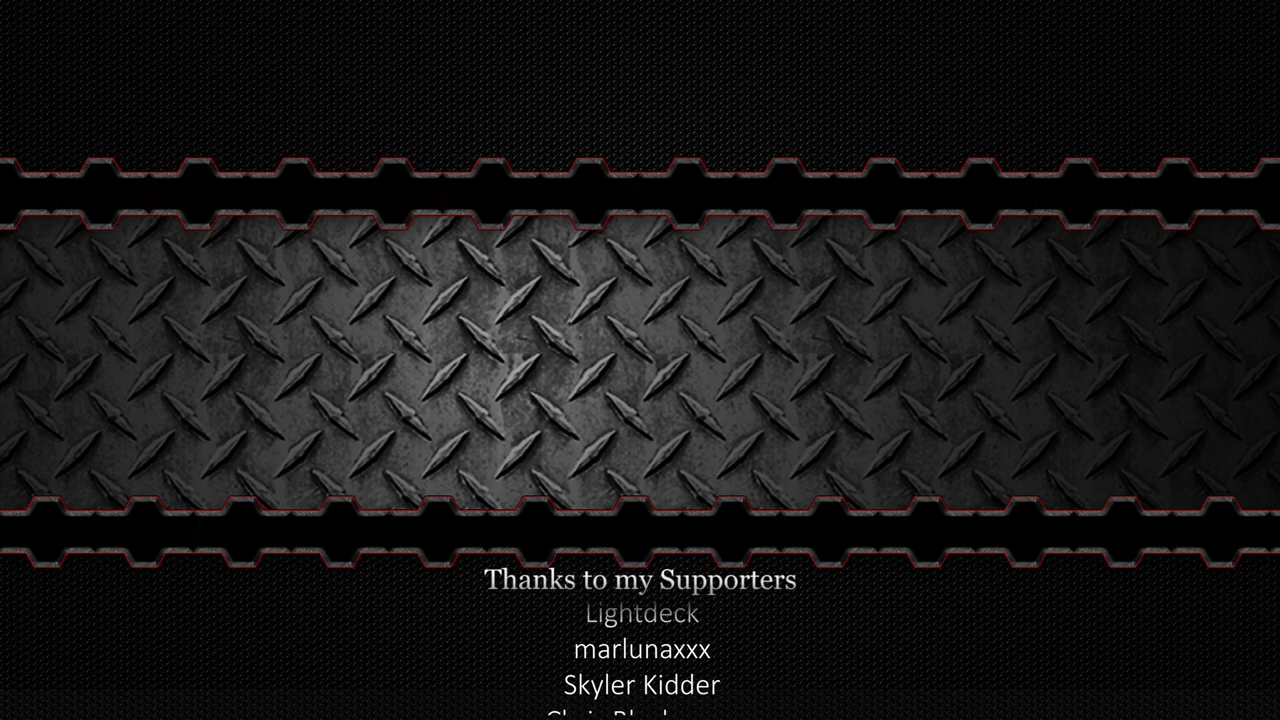 Thanks to my Supporters
Lightdeck
marlunaxxx
Skyler Kidder